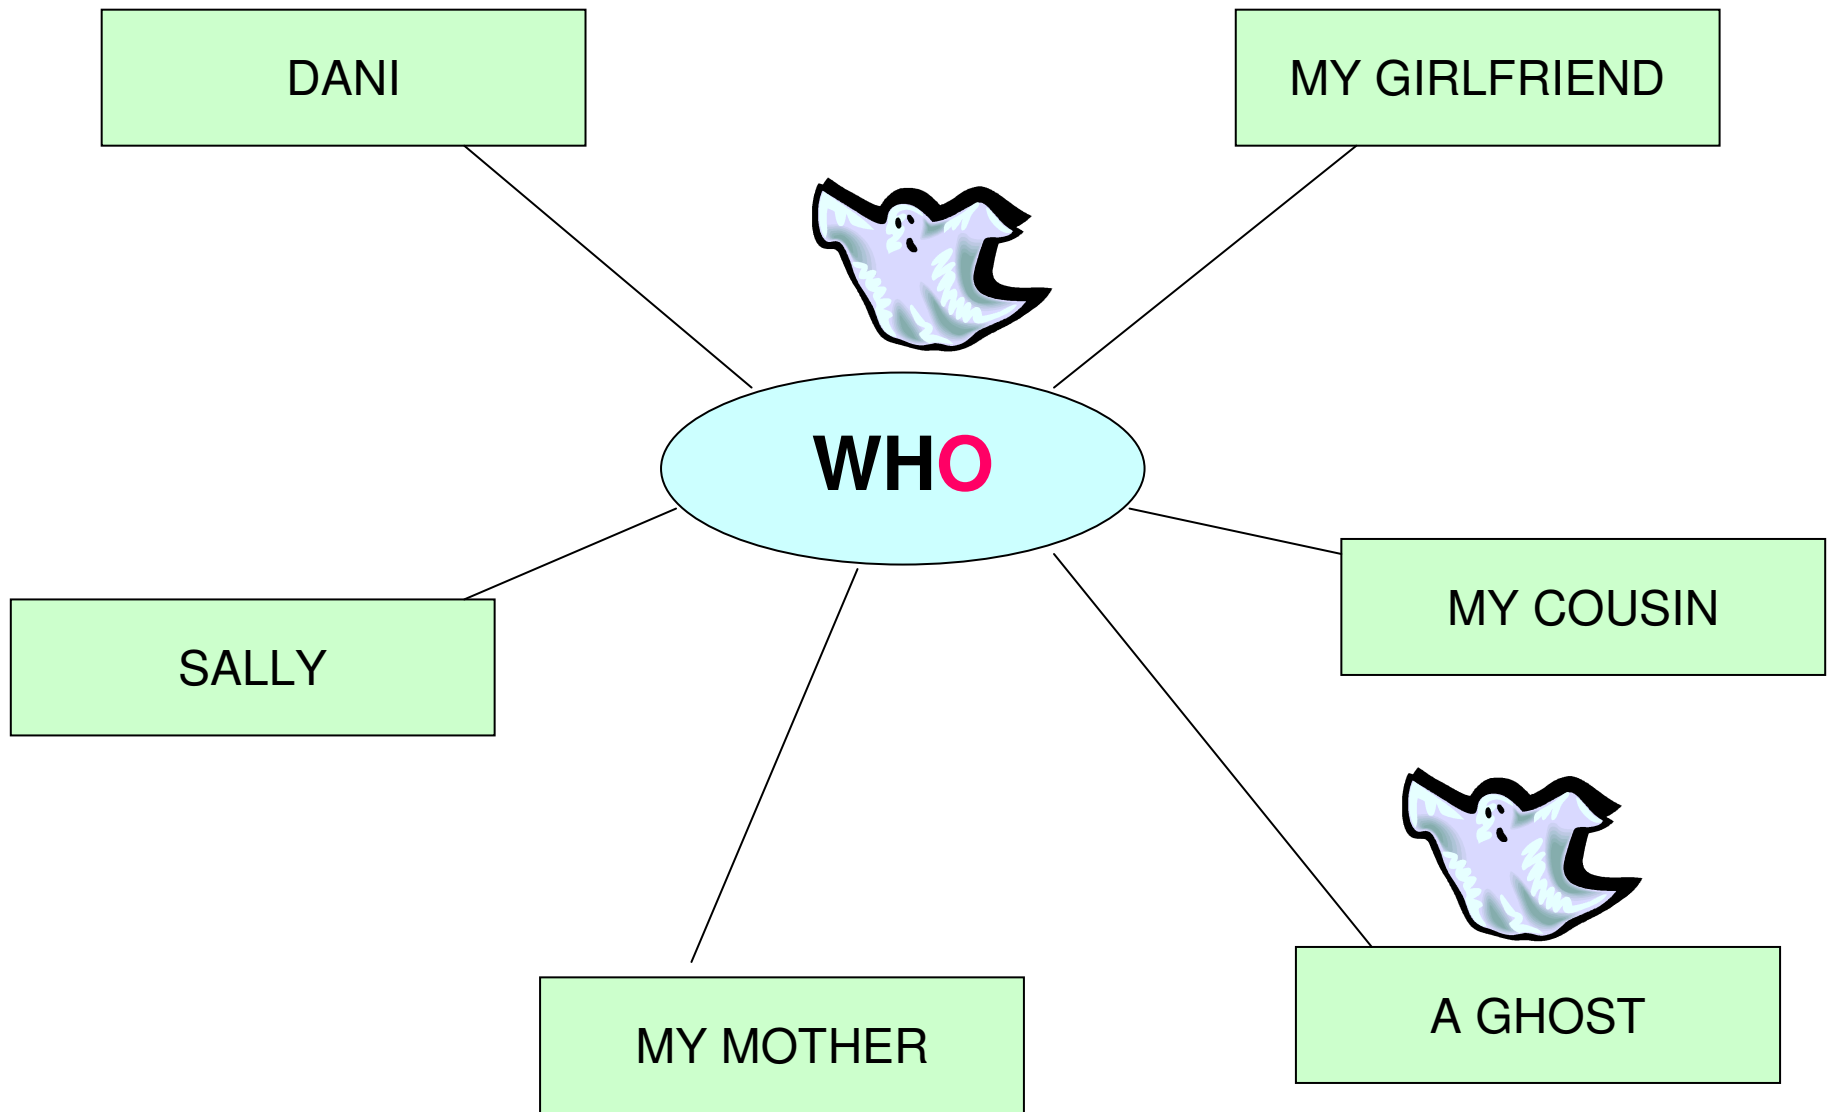 DANI
MY GIRLFRIEND
WHO
MY COUSIN
SALLY
A GHOST
MY MOTHER